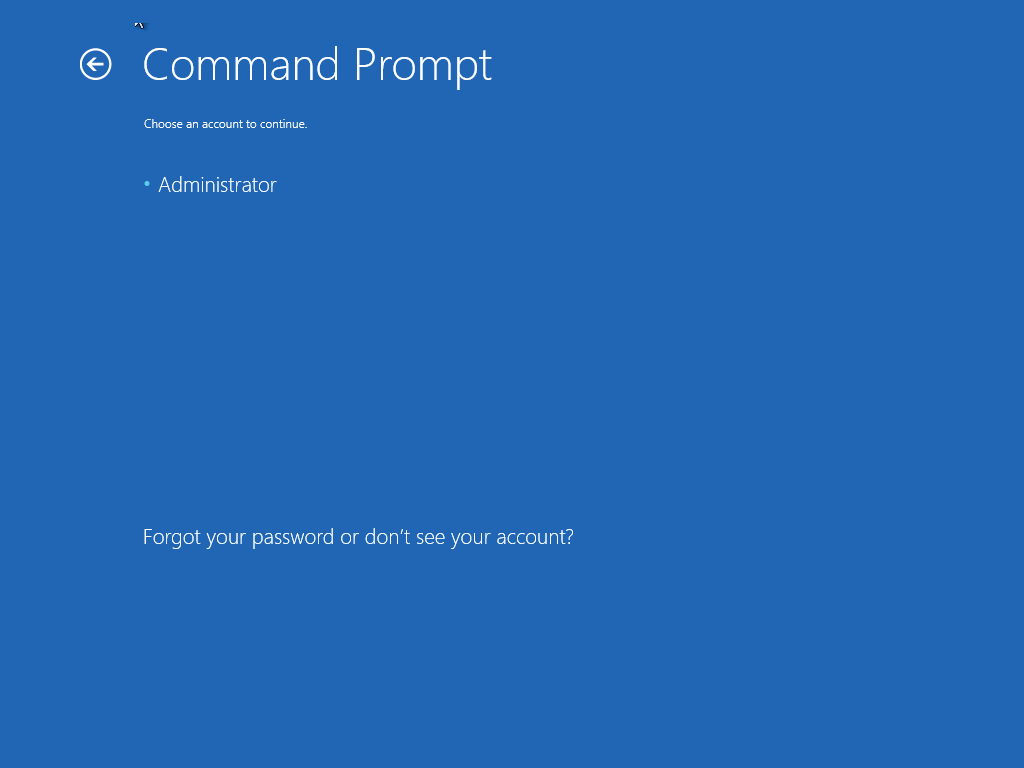 Command Prompt
Choose an account to continue.
• Administrator
Forgot your password or don’t see your account?